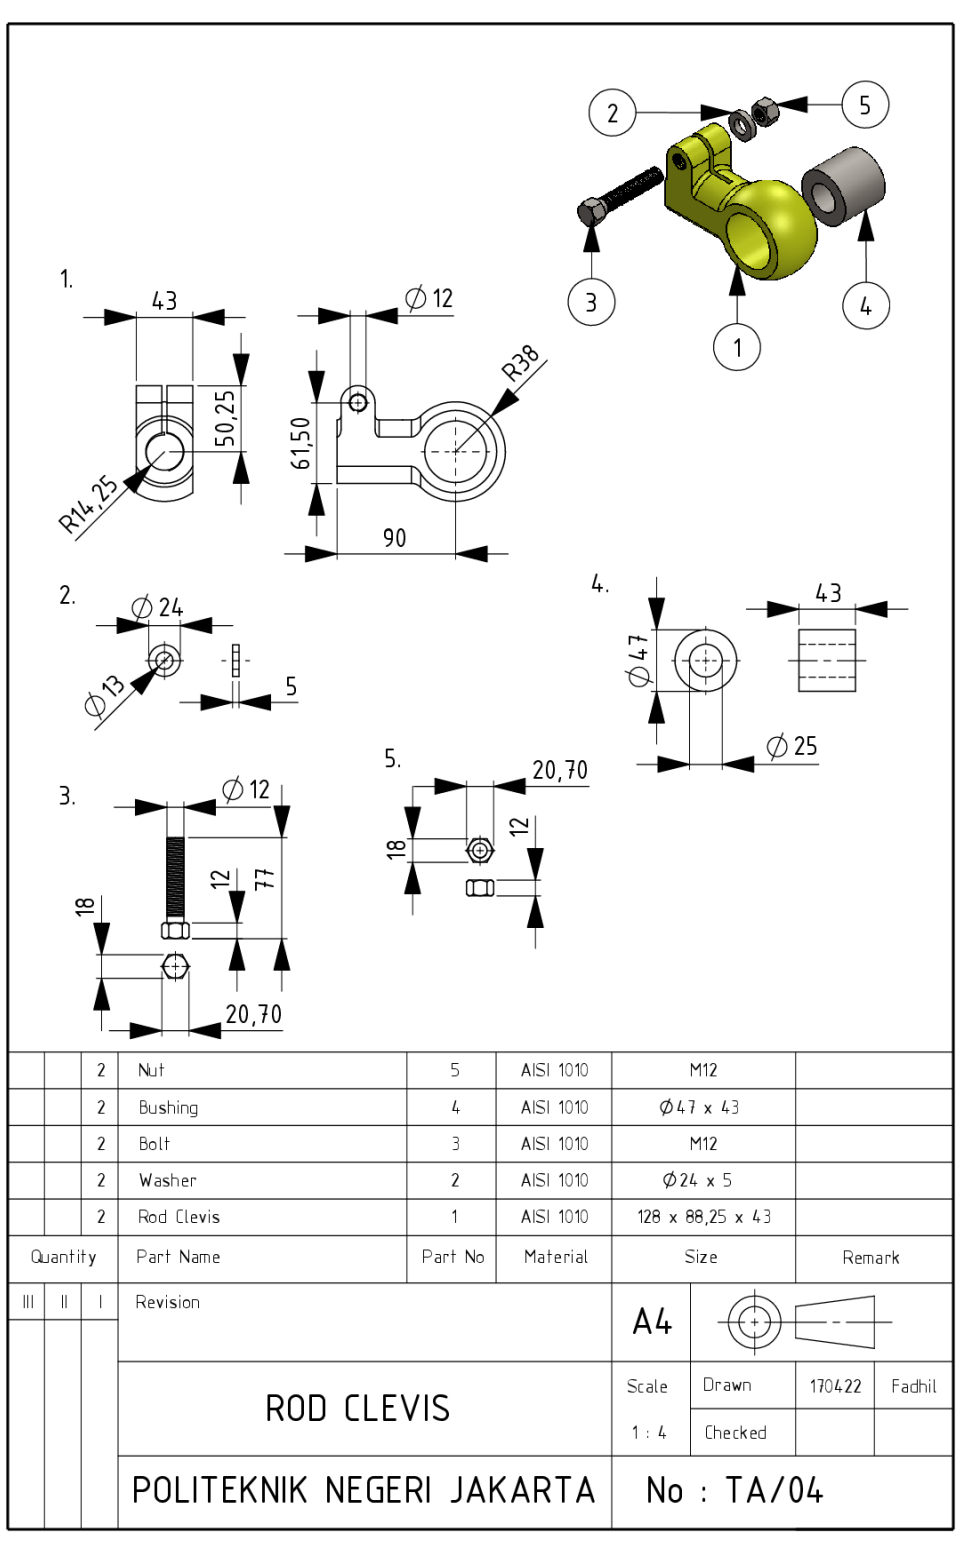 2
5
3
4
1
1.
43
50,25
R14,25
Ø 12
R38
61,50
90
2.
Ø 24
Ø 13
5
4.
43
Ø 47
Ø 25
3.
Ø 12
12
77
18
20,70
5.
20,70
18
12
2 Nut 5 AISI 1010 M12
2 Bushing 4 AISI 1010 Ø47 x 43
2 Bolt 3 AISI 1010 M12
2 Washer 2 AISI 1010 Ø24 x 5
2 Rod Clevis 1 AISI 1010 128 x 88,25 x 43
Quantity Part Name Part No Material Size Remark
III II I Revision
A4
ROD CLEVIS
Scale
1 : 4
Drawn 170422 Fadhil
Checked
POLITEKNIK NEGERI JAKARTA
No : TA/04